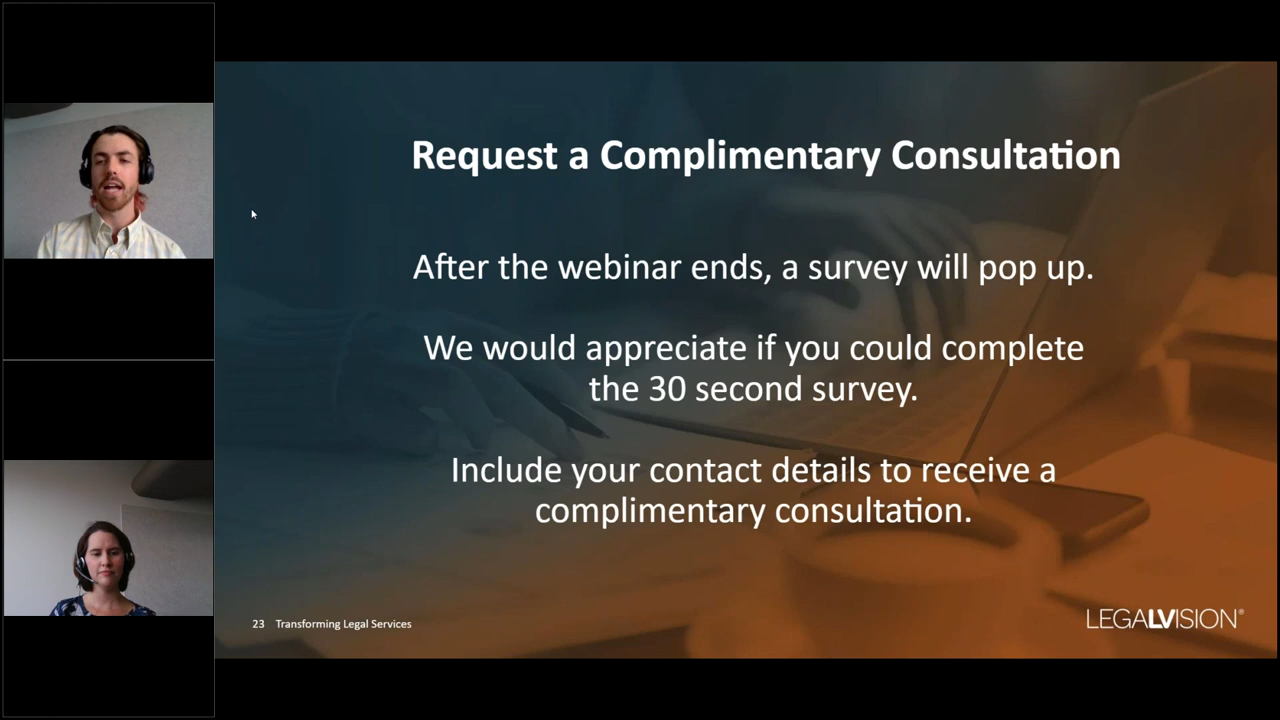 Request a Complimentary Consultation
After the webinar ends, a survey will pop up.
We would appreciate if you could complete
the 30 second survey.
Include your contact details to receive a
complimentary consultation.
23 Transforming Legal Services
LEGALVISION®